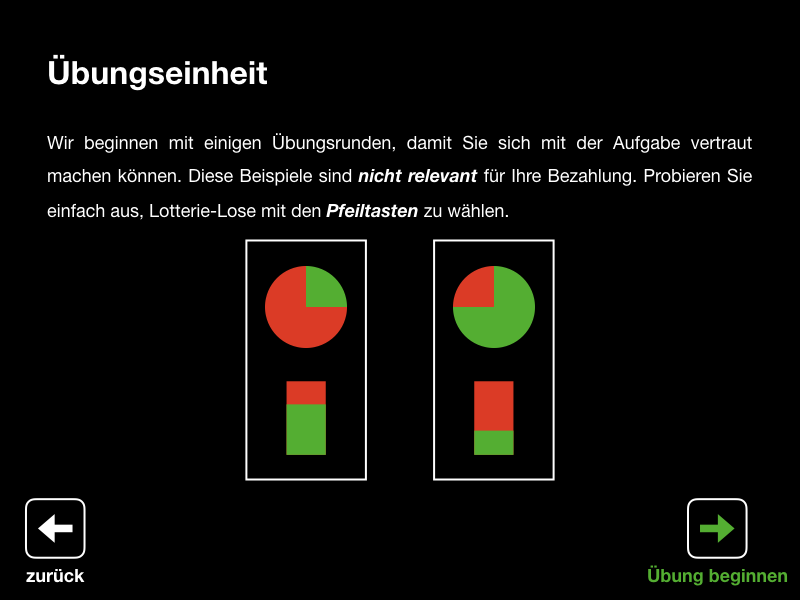 Übungseinheit
Wir beginnen mit einigen Übungsrunden, damit Sie sich mit der Aufgabe vertraut
machen können. Diese Beispiele sind nicht relevant für Ihre Bezahlung. Probieren Sie
einfach aus, Lotterie-Lose mit den Pfeiltasten zu wählen.
zurück
Übung beginnen